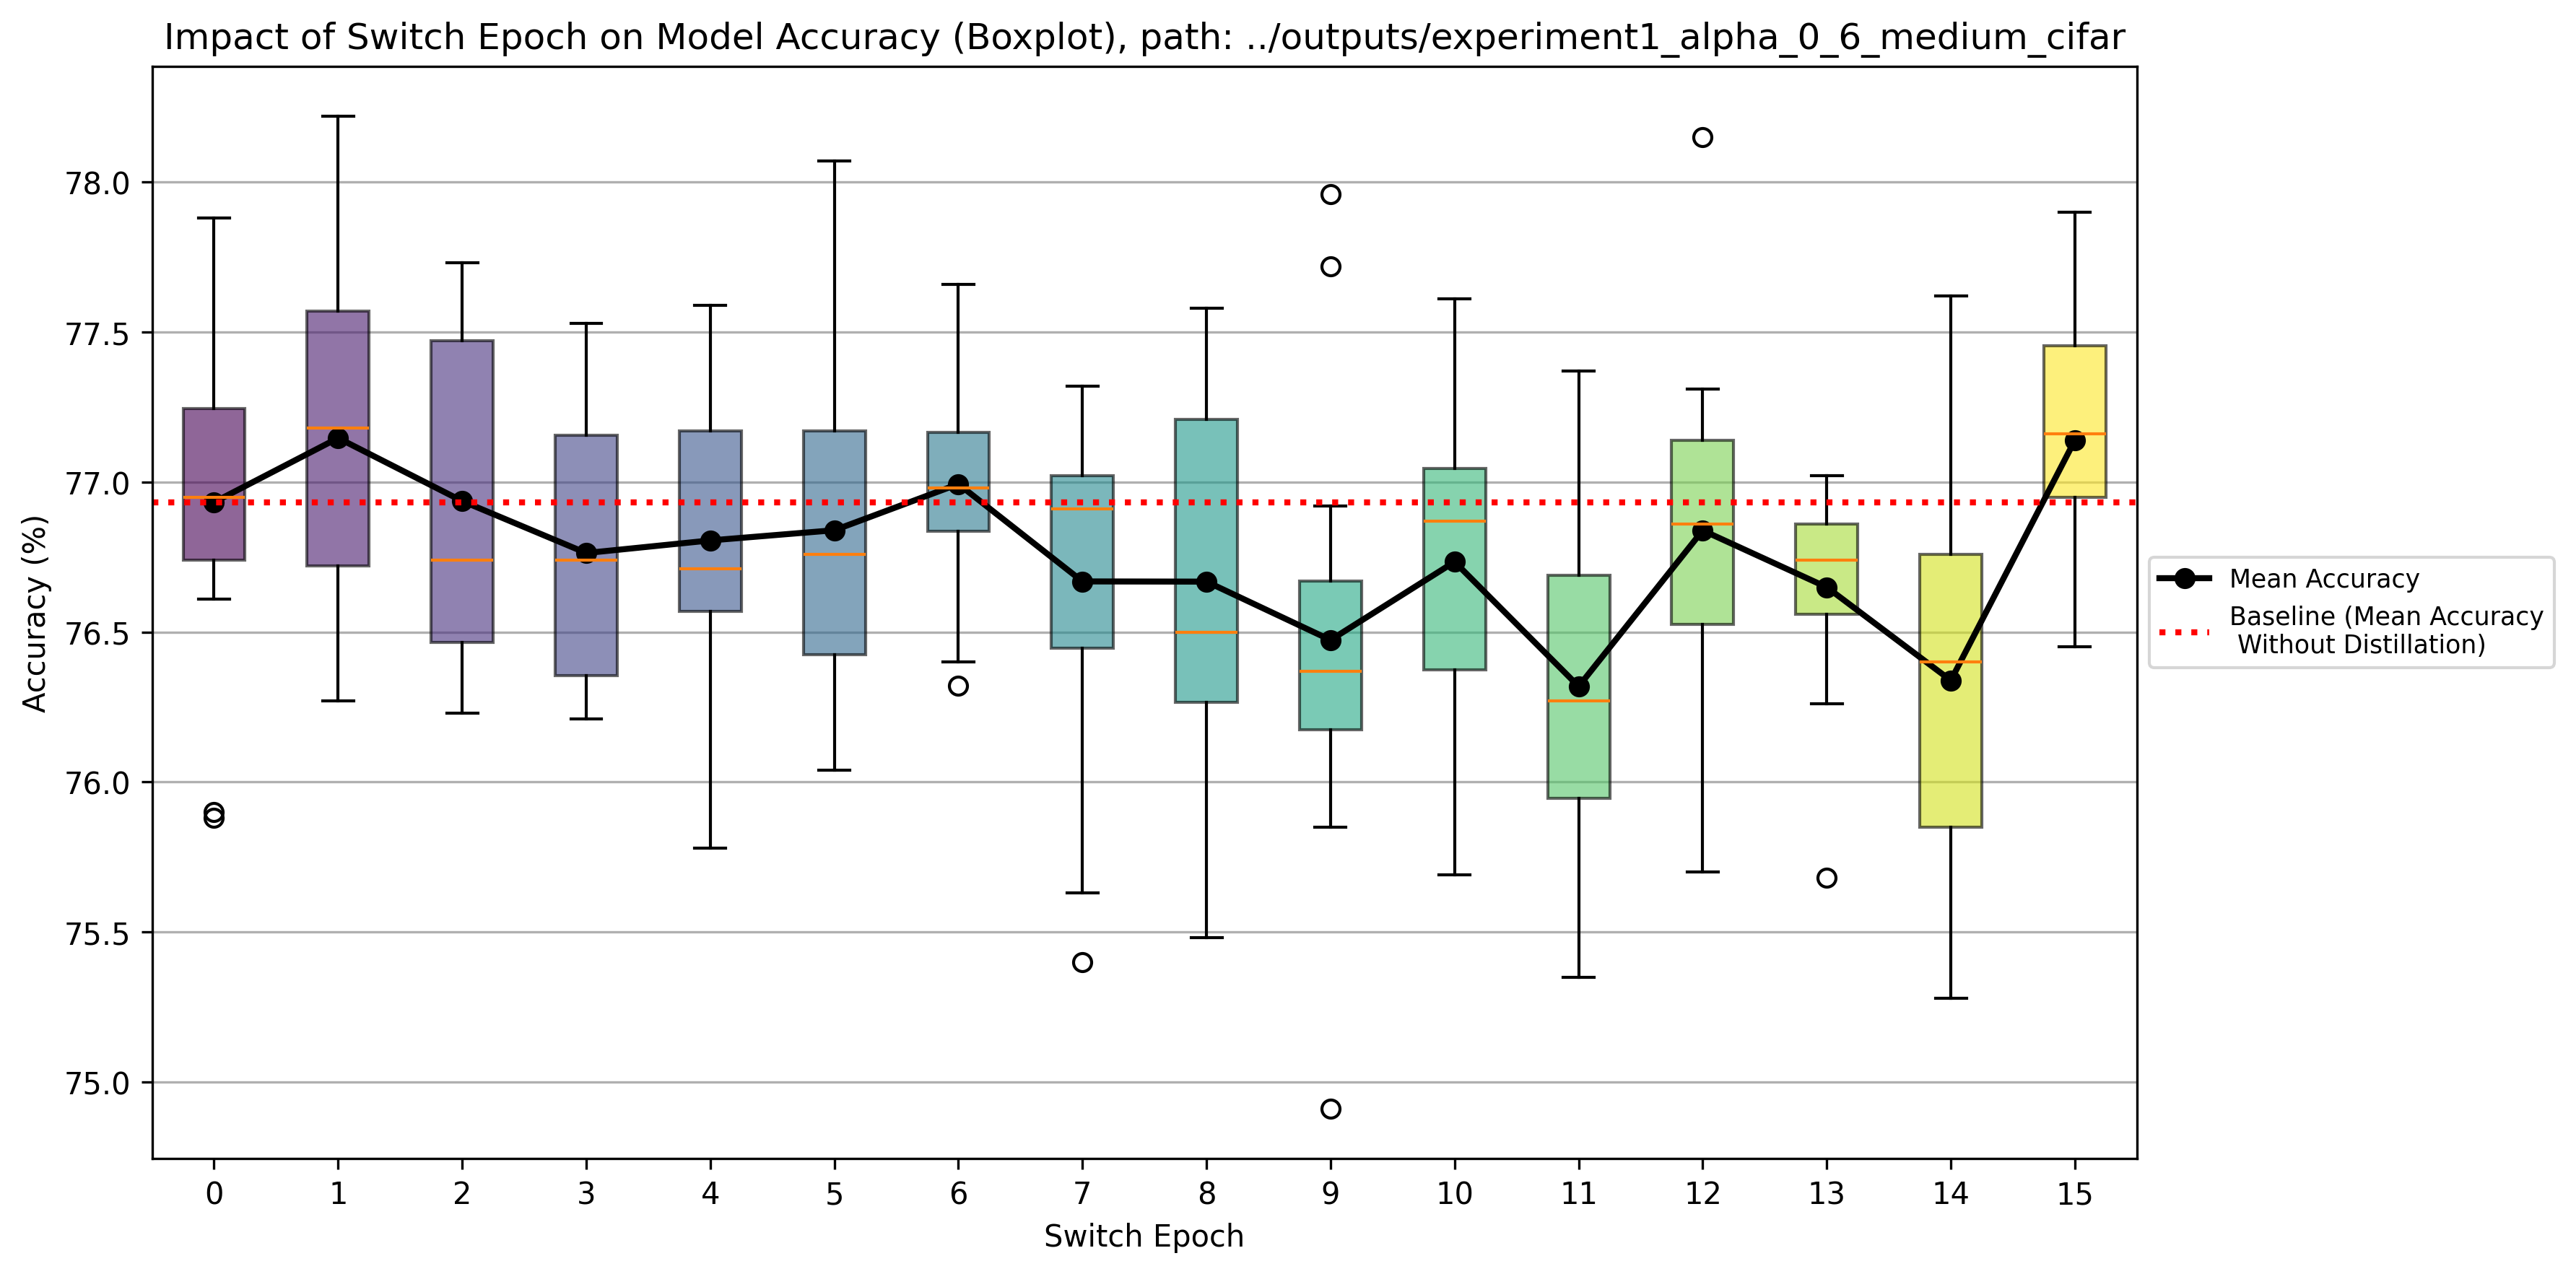 Impact of Switch Epoch on Model Accuracy (Boxplot), path: ../outputs/experiment1_alpha_0_6_medium_cifar
Accuracy (%)
78.0
77.5
77.0
76.5
76.0
75.5
75.0
0 1 2 3 4 5 6 7 8 9 10 11 12 13 14 15
Switch Epoch
Mean Accuracy
Baseline (Mean Accuracy
Without Distillation)